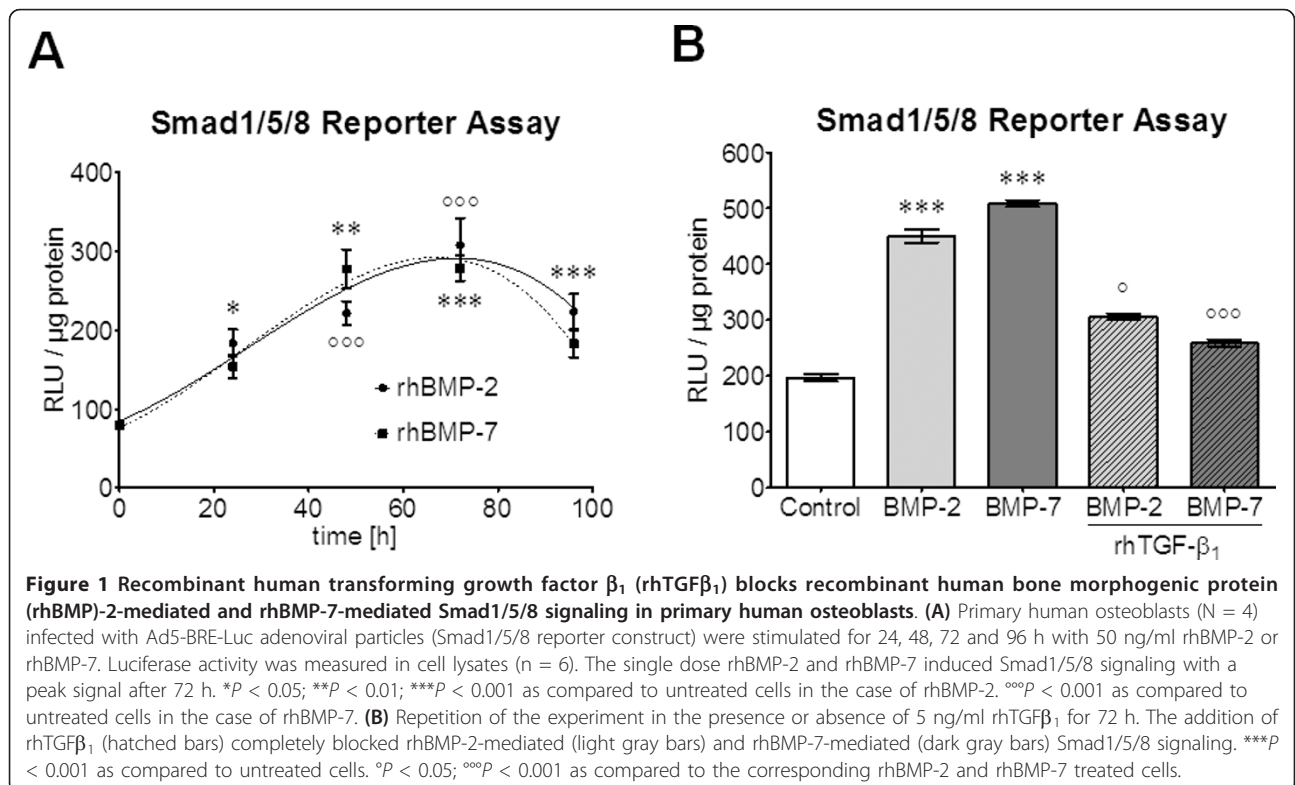 A
Smad1/5/8 Reporter Assay
RLU / µg protein
400
300
200
100
0
*
**
°°°
°°°
***
***
rhBMP-2
rhBMP-7
0 20 40 60 80 100
time [h]
B
Smad1/5/8 Reporter Assay
RLU / µg protein
600
500
400
300
200
100
0
***
***
°
°°°
Control BMP-2 BMP-7 BMP-2 BMP-7
rhTGF-β₁
Figure 1 Recombinant human transforming growth factor β₁ (rhTGFβ₁) blocks recombinant human bone morphogenic protein
(rhBMP)-2-mediated and rhBMP-7-mediated Smad1/5/8 signaling in primary human osteoblasts. (A) Primary human osteoblasts (N = 4)
infected with Ad5-BRE-Luc adenoviral particles (Smad1/5/8 reporter construct) were stimulated for 24, 48, 72 and 96 h with 50 ng/ml rhBMP-2 or
rhBMP-7. Luciferase activity was measured in cell lysates (n = 6). The single dose rhBMP-2 and rhBMP-7 induced Smad1/5/8 signaling with a
peak signal after 72 h. *P < 0.05; **P < 0.01; ***P < 0.001 as compared to untreated cells in the case of rhBMP-2. °°°P < 0.001 as compared to
untreated cells in the case of rhBMP-7. (B) Repetition of the experiment in the presence or absence of 5 ng/ml rhTGFβ₁ for 72 h. The addition of
rhTGFβ₁ (hatched bars) completely blocked rhBMP-2-mediated (light gray bars) and rhBMP-7-mediated (dark gray bars) Smad1/5/8 signaling. ***P
< 0.001 as compared to untreated cells. °P < 0.05; °°°P < 0.001 as compared to the corresponding rhBMP-2 and rhBMP-7 treated cells.